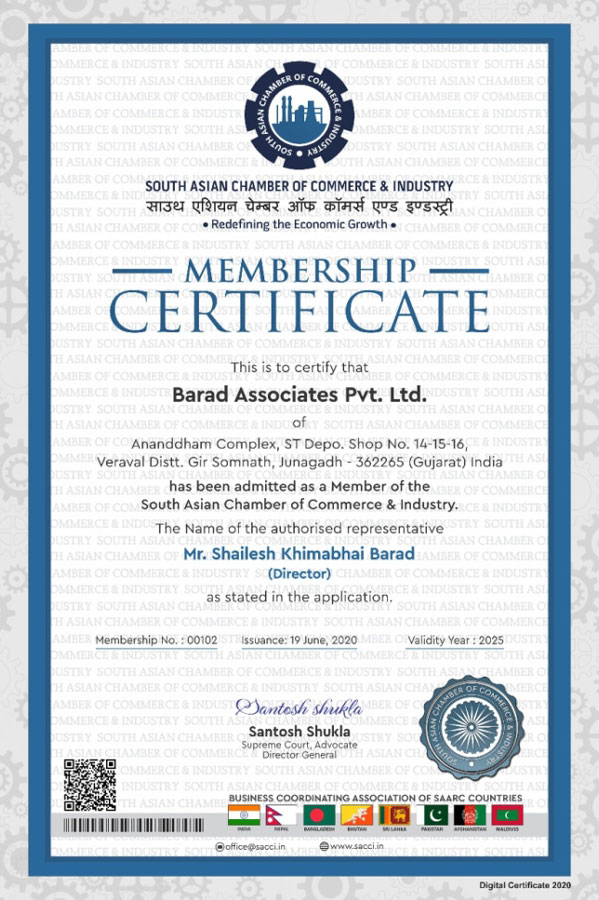 SOUTH ASIAN CHAMBER OF COMMERCE & INDUSTRY
SOUTH ASIAN CHAMBER OF COMMERCE & INDUSTRY
साउथ एशियन चेम्बर ऑफ कॉमर्स एण्ड इण्डस्ट्री
• Redefining the Economic Growth •
MEMBERSHIP
CERTIFICATE
This is to certify that
Barad Associates Pvt. Ltd.
of
Ananddham Complex, ST Depo. Shop No. 14-15-16,
Veraval Distt. Gir Somnath, Junagadh - 362265 (Gujarat) India
has been admitted as a Member of the
South Asian Chamber of Commerce & Industry.
The Name of the authorised representative
Mr. Shailesh Khimabhai Barad
(Director)
as stated in the application.
Membership No. : 00102 Issuance: 19 June, 2020 Validity Year : 2025
Santosh shukla
Santosh Shukla
Supreme Court, Advocate
Director General
SOUTH ASIAN CHAMBER OF COMMERCE & INDUSTRY
BUSINESS COORDINATING ASSOCIATION OF SAARC COUNTRIES
INDIA NEPAL BANGLADESH BHUTAN SRI LANKA PAKISTAN AFGHANISTAN MALDIVES
office@sacci.in www.sacci.in
Digital Certificate 2020